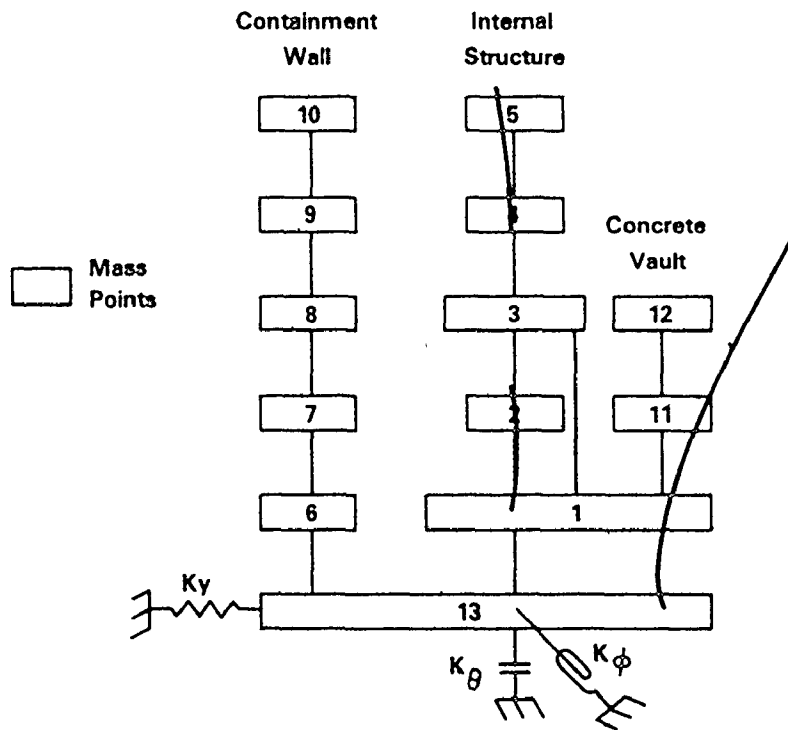 Containment
Wall
Internal
Structure
10
5
9
Concrete
Vault
Mass
Points
8
3
12
7
2
11
6
1
Ky
13
Kθ
Kϕ